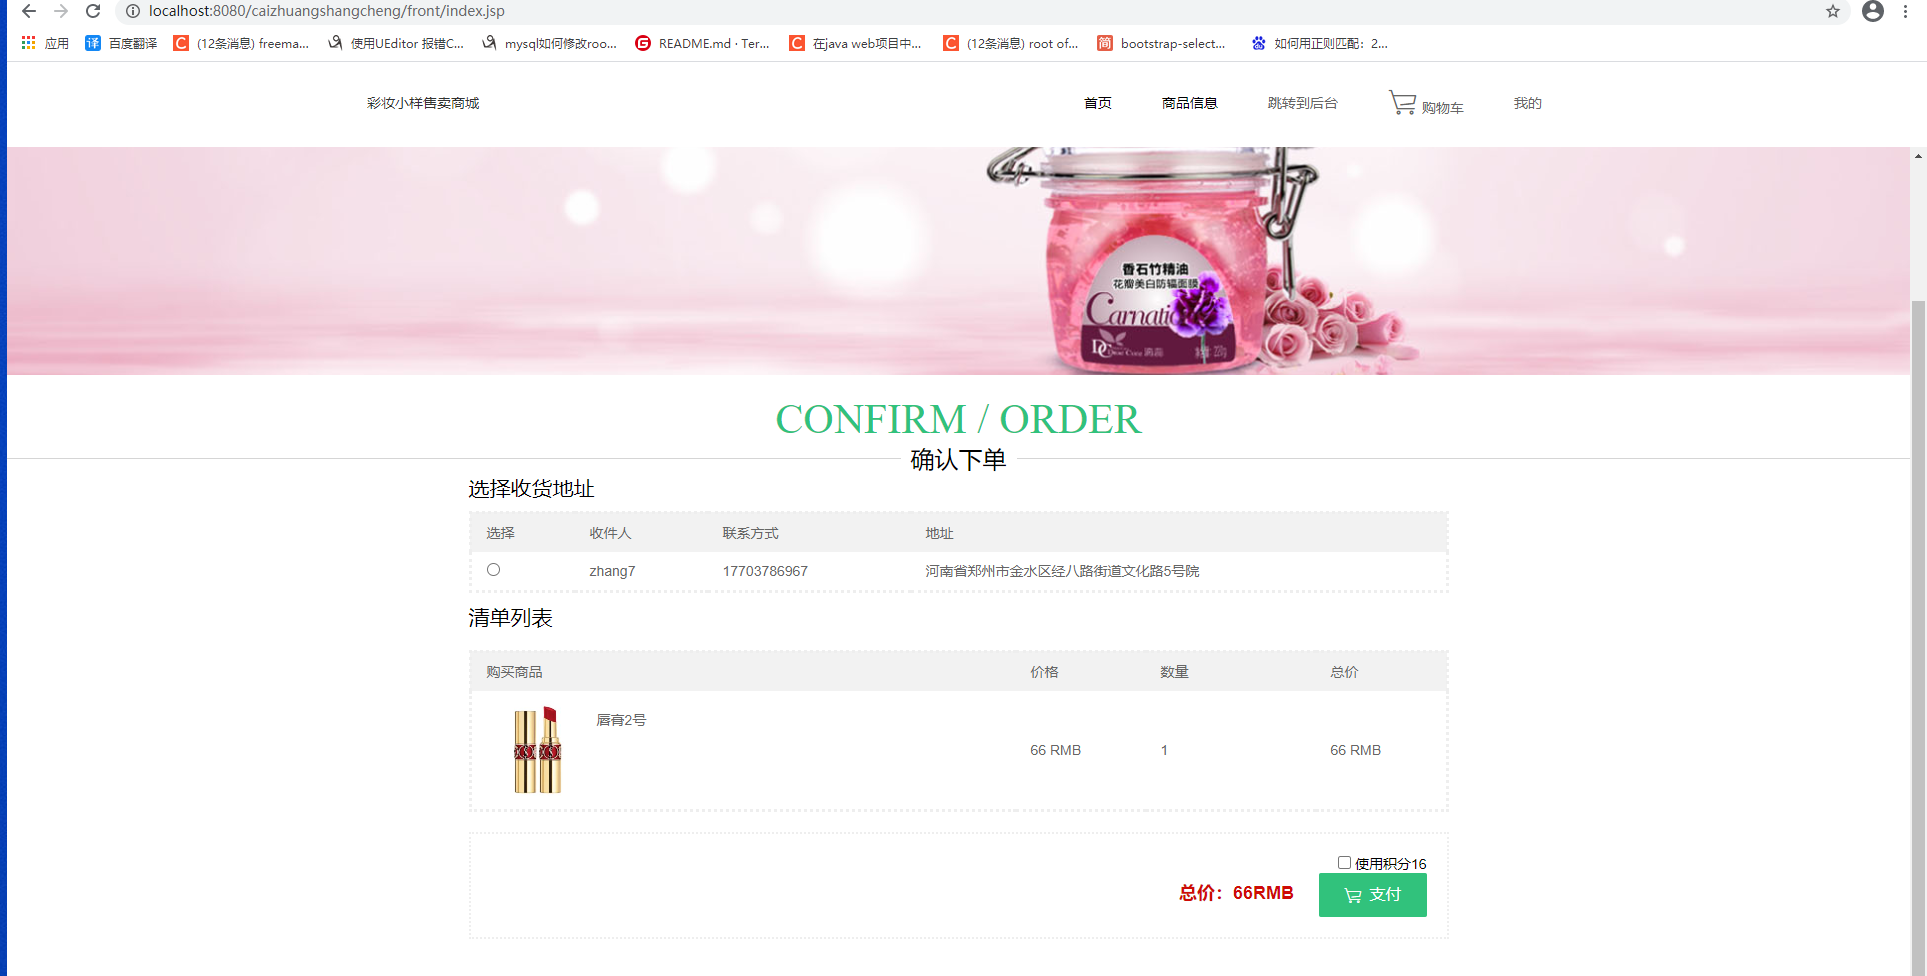 localhost:8080/caizhuangshangcheng/front/index.jsp
应用 译 百度翻译 C (12条消息) freema... 使用UEditor 报错C... mysql如何修改roo... G README.md · Ter... C 在java web项目中... C (12条消息) root of... 简 bootstrap-select... 如何用正则匹配：2...
彩妆小样售卖商城 首页 商品信息 跳转到后台 购物车 我的
香石竹精油
花瓣美白防辐面膜
Carnatic
DC
CONFIRM / ORDER
确认下单
选择收货地址
选择 收件人 联系方式 地址
zhang7 17703786967 河南省郑州市金水区经八路街道文化路5号院
清单列表
购买商品 价格 数量 总价
唇膏2号
66 RMB 1 66 RMB
使用积分16
总价：66RMB 支付